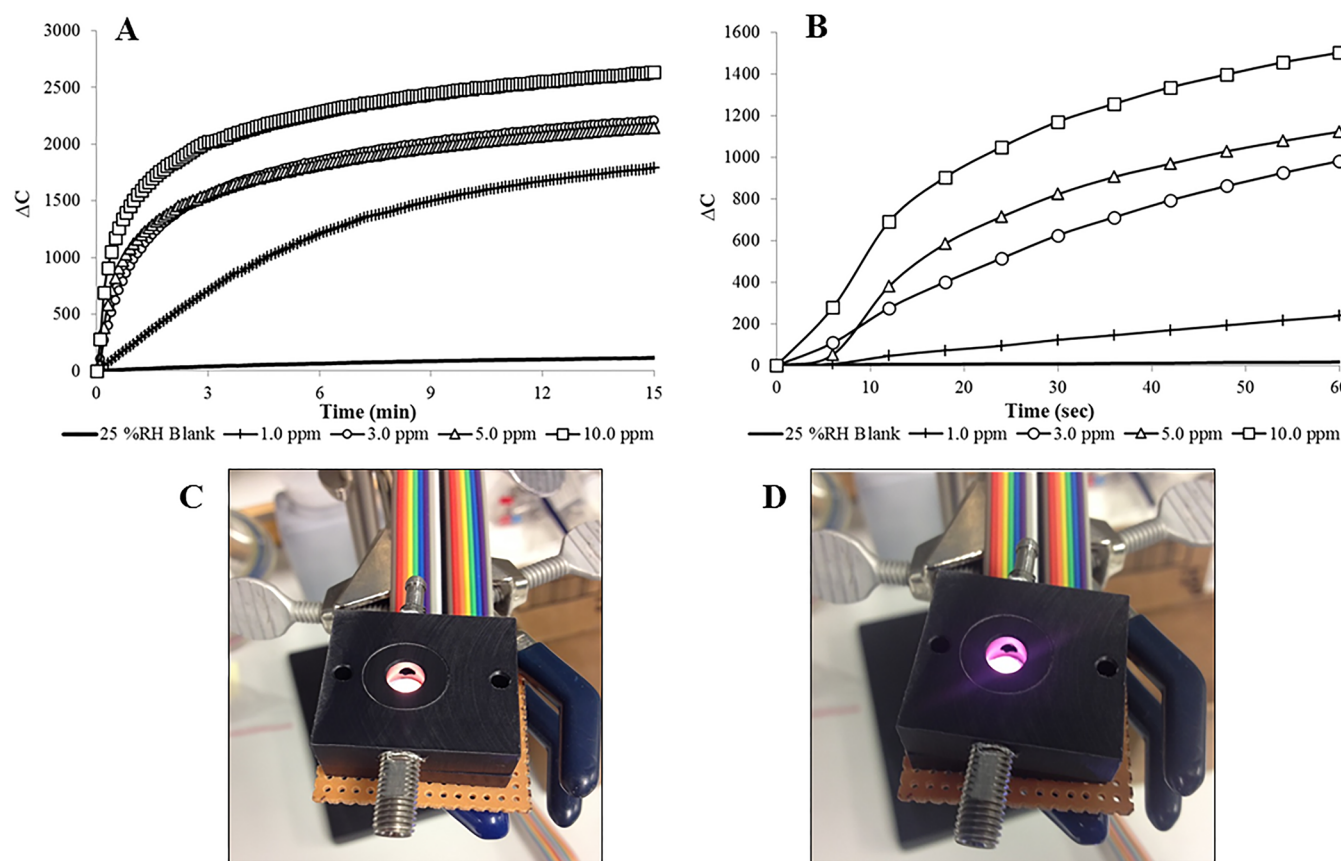 A
3000
2500
2000
1500
1000
500
0
ΔC
0 3 6 9 12 15
Time (min)
25 %RH Blank 1.0 ppm 3.0 ppm 5.0 ppm 10.0 ppm
B
1600
1400
1200
1000
800
600
400
200
0
ΔC
0 10 20 30 40 50 60
Time (sec)
25 %RH Blank 1.0 ppm 3.0 ppm 5.0 ppm 10.0 ppm
C
D